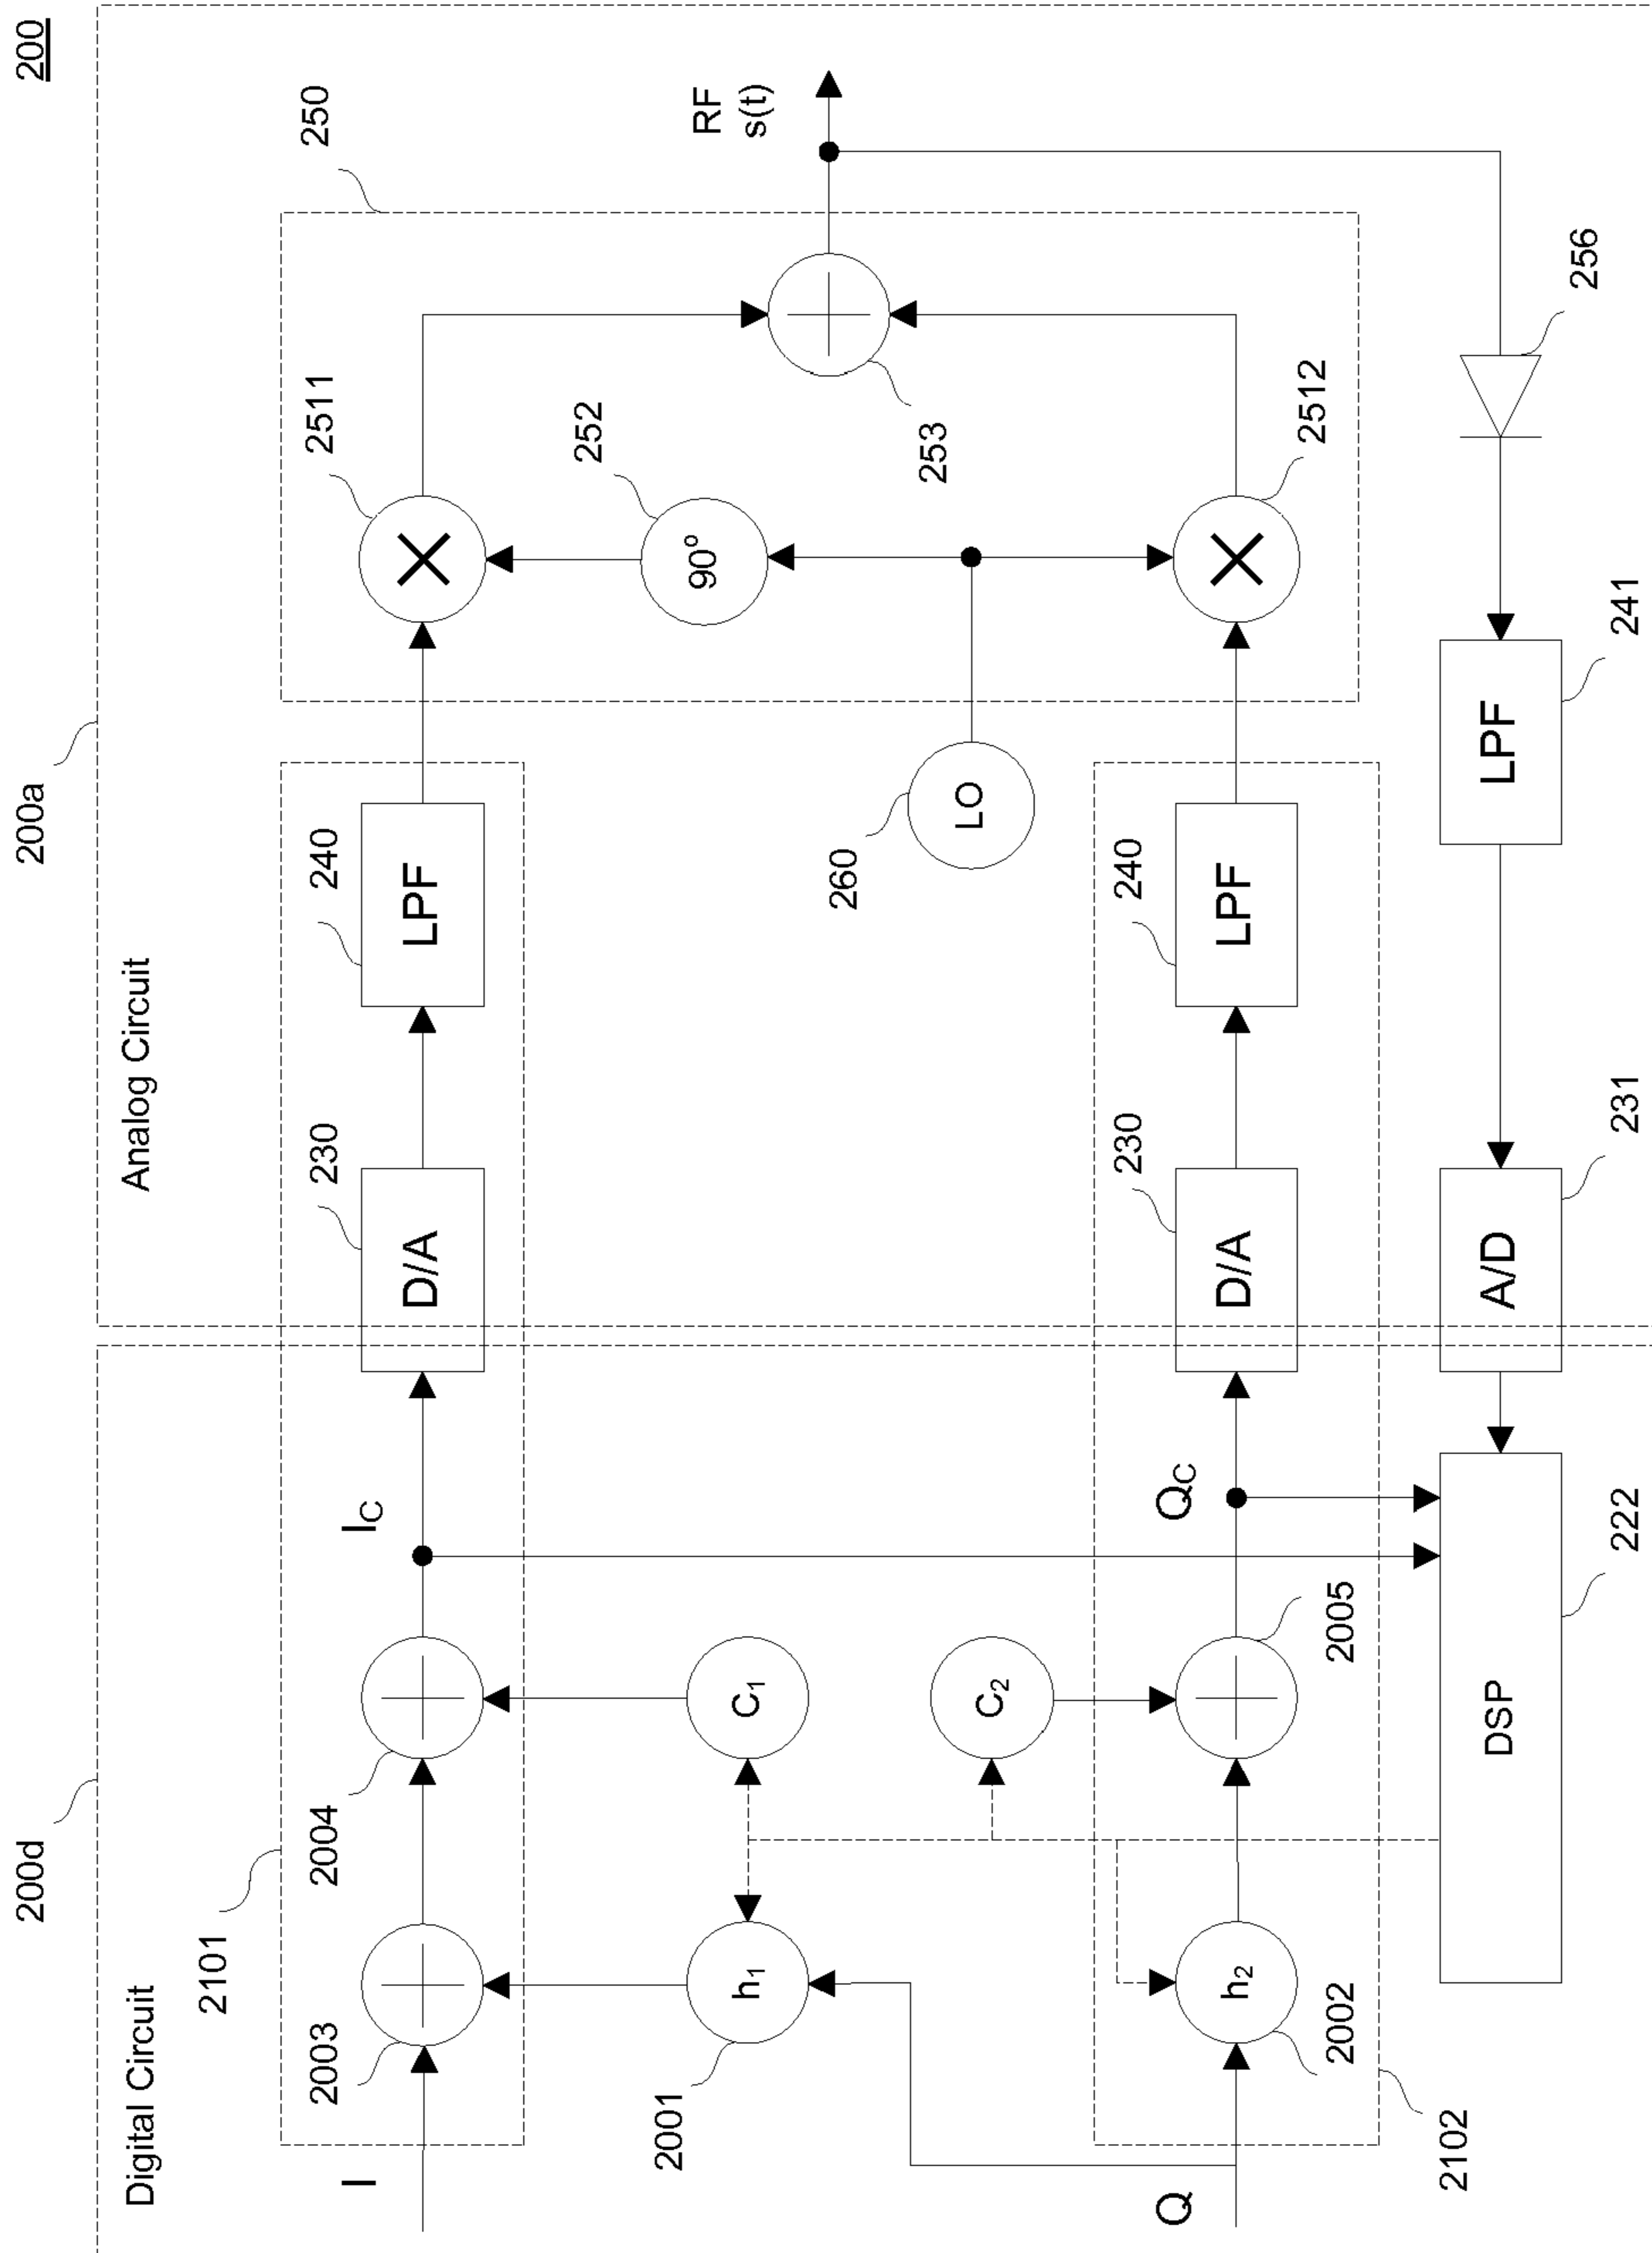 200
200d
200a
Digital Circuit
Analog Circuit
2101
2003
2004
I
I_C
230
D/A
240
LPF
2511
250
2001
h₁
C₁
252
90°
RF
s(t)
260
LO
253
C₂
Q
Q_C
230
D/A
240
LPF
2512
h₂
2002
2005
2102
DSP
222
A/D
231
LPF
241
256